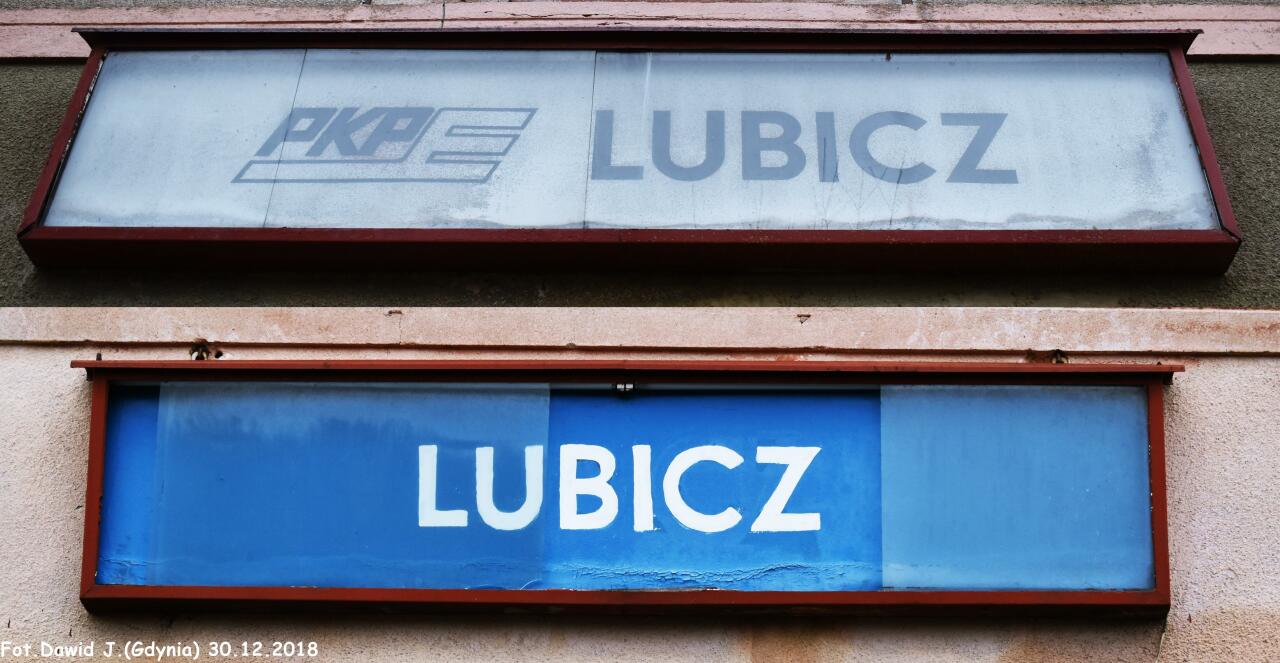 PKP LUBICZ
LUBICZ
Fot.Dawid J.(Gdynia) 30.12.2018